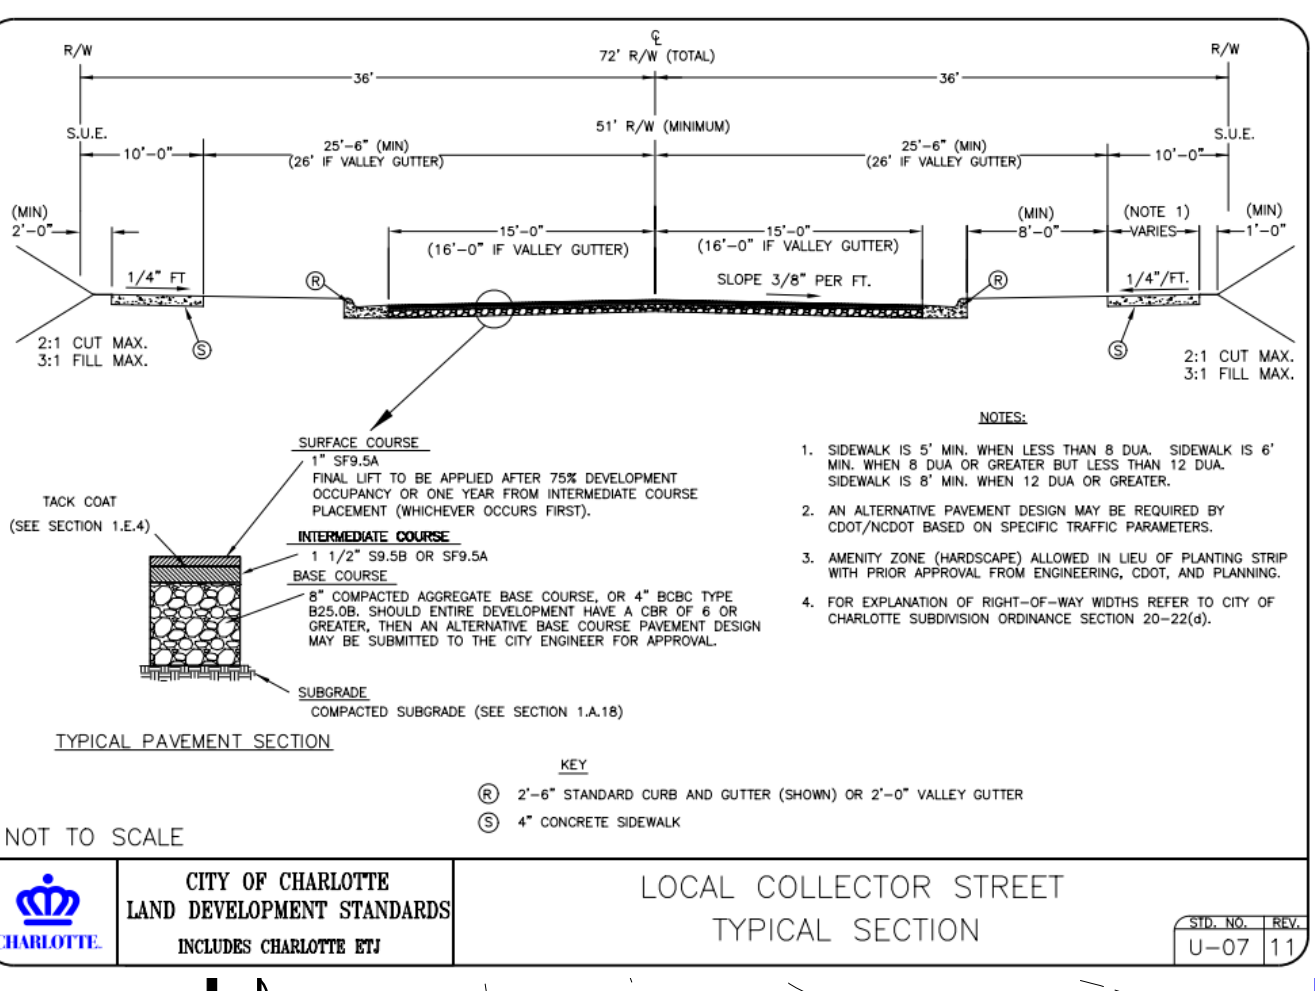 ℄
R/W
72' R/W (TOTAL)
R/W
36'
36'
S.U.E.
51' R/W (MINIMUM)
S.U.E.
10'-0"
25'-6" (MIN)
(26' IF VALLEY GUTTER)
25'-6" (MIN)
(26' IF VALLEY GUTTER)
10'-0"
(MIN)
2'-0"
15'-0"
(16'-0" IF VALLEY GUTTER)
15'-0"
(16'-0" IF VALLEY GUTTER)
(MIN)
8'-0"
(NOTE 1)
VARIES
(MIN)
1'-0"
1/4" FT
R
SLOPE 3/8" PER FT.
R
1/4"/FT.
S
S
2:1 CUT MAX.
3:1 FILL MAX.
2:1 CUT MAX.
3:1 FILL MAX.
SURFACE COURSE
1" SF9.5A
FINAL LIFT TO BE APPLIED AFTER 75% DEVELOPMENT
OCCUPANCY OR ONE YEAR FROM INTERMEDIATE COURSE
PLACEMENT (WHICHEVER OCCURS FIRST).
TACK COAT
(SEE SECTION 1.E.4)
INTERMEDIATE COURSE
1 1/2" S9.5B OR SF9.5A
BASE COURSE
8" COMPACTED AGGREGATE BASE COURSE, OR 4" BCBC TYPE
B25.0B. SHOULD ENTIRE DEVELOPMENT HAVE A CBR OF 6 OR
GREATER, THEN AN ALTERNATIVE BASE COURSE PAVEMENT DESIGN
MAY BE SUBMITTED TO THE CITY ENGINEER FOR APPROVAL.
SUBGRADE
COMPACTED SUBGRADE (SEE SECTION 1.A.18)
TYPICAL PAVEMENT SECTION
NOTES:
1. SIDEWALK IS 5' MIN. WHEN LESS THAN 8 DUA. SIDEWALK IS 6'
MIN. WHEN 8 DUA OR GREATER BUT LESS THAN 12 DUA.
SIDEWALK IS 8' MIN. WHEN 12 DUA OR GREATER.
2. AN ALTERNATIVE PAVEMENT DESIGN MAY BE REQUIRED BY
CDOT/NCDOT BASED ON SPECIFIC TRAFFIC PARAMETERS.
3. AMENITY ZONE (HARDSCAPE) ALLOWED IN LIEU OF PLANTING STRIP
WITH PRIOR APPROVAL FROM ENGINEERING, CDOT, AND PLANNING.
4. FOR EXPLANATION OF RIGHT-OF-WAY WIDTHS REFER TO CITY OF
CHARLOTTE SUBDIVISION ORDINANCE SECTION 20-22(d).
KEY
R 2'-6" STANDARD CURB AND GUTTER (SHOWN) OR 2'-0" VALLEY GUTTER
S 4" CONCRETE SIDEWALK
NOT TO SCALE
CHARLOTTE.
CITY OF CHARLOTTE
LAND DEVELOPMENT STANDARDS
INCLUDES CHARLOTTE ETJ
LOCAL COLLECTOR STREET
TYPICAL SECTION
STD. NO. REV.
U-07 11